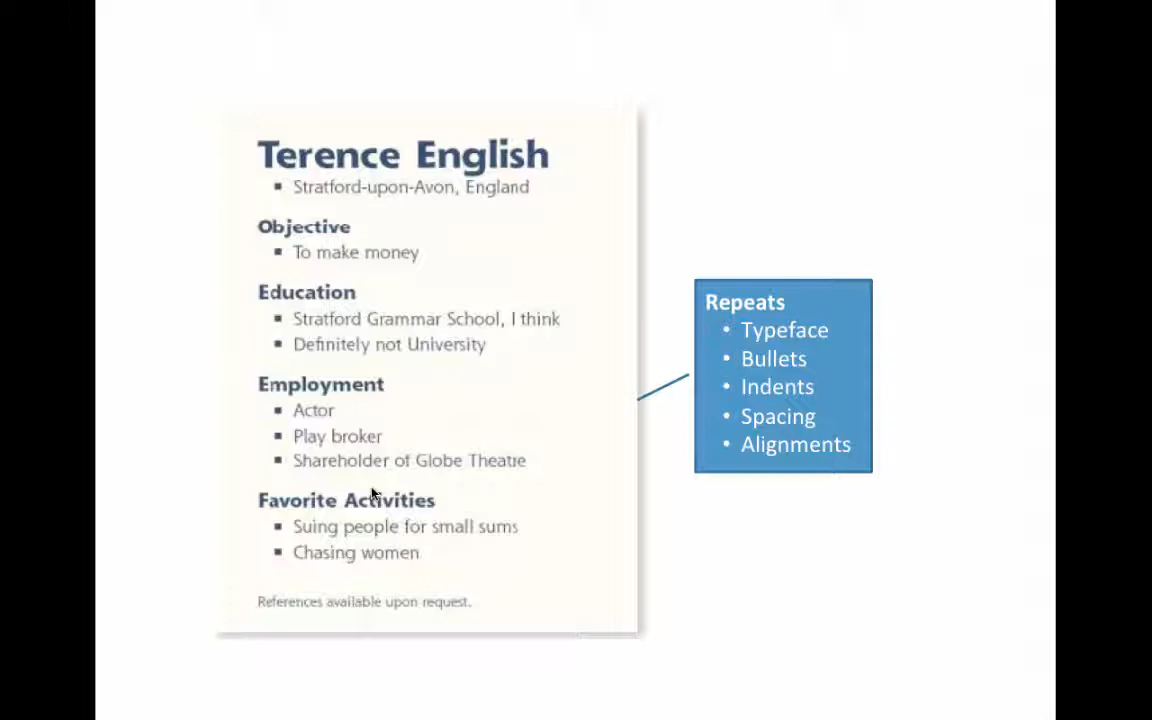 Terence English
▪ Stratford-upon-Avon, England
Objective
▪ To make money
Education
▪ Stratford Grammar School, I think
▪ Definitely not University
Employment
▪ Actor
▪ Play broker
▪ Shareholder of Globe Theatre
Favorite Activities
▪ Suing people for small sums
▪ Chasing women
References available upon request.
Repeats
• Typeface
• Bullets
• Indents
• Spacing
• Alignments